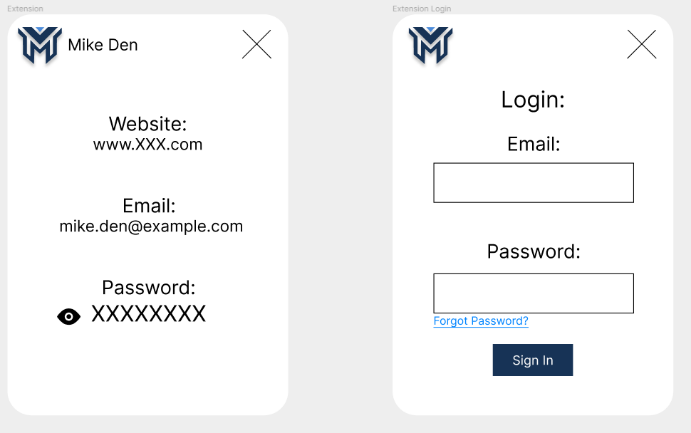 Extension
Mike Den
Website:
www.XXX.com
Email:
mike.den@example.com
Password:
XXXXXXXX
Extension Login
Login:
Email:
Password:
Forgot Password?
Sign In